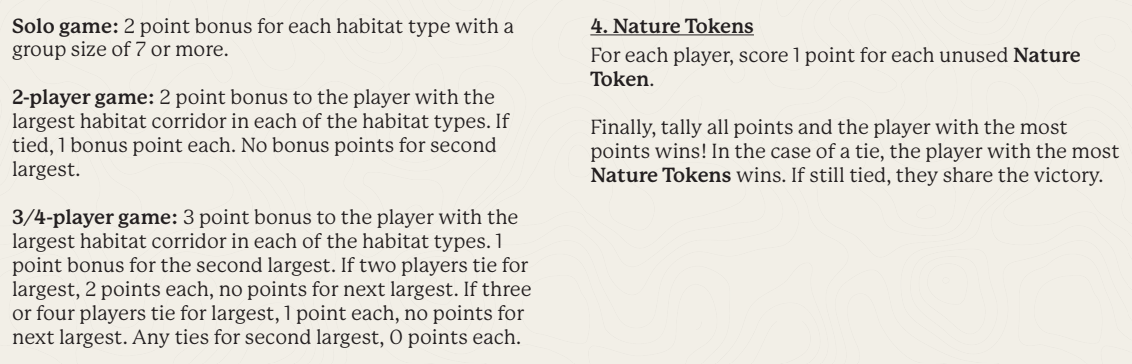 Solo game: 2 point bonus for each habitat type with a
group size of 7 or more.
2-player game: 2 point bonus to the player with the
largest habitat corridor in each of the habitat types. If
tied, 1 bonus point each. No bonus points for second
largest.
3/4-player game: 3 point bonus to the player with the
largest habitat corridor in each of the habitat types. 1
point bonus for the second largest. If two players tie for
largest, 2 points each, no points for next largest. If three
or four players tie for largest, 1 point each, no points for
next largest. Any ties for second largest, 0 points each.
4. Nature Tokens
For each player, score 1 point for each unused Nature
Token.
Finally, tally all points and the player with the most
points wins! In the case of a tie, the player with the most
Nature Tokens wins. If still tied, they share the victory.